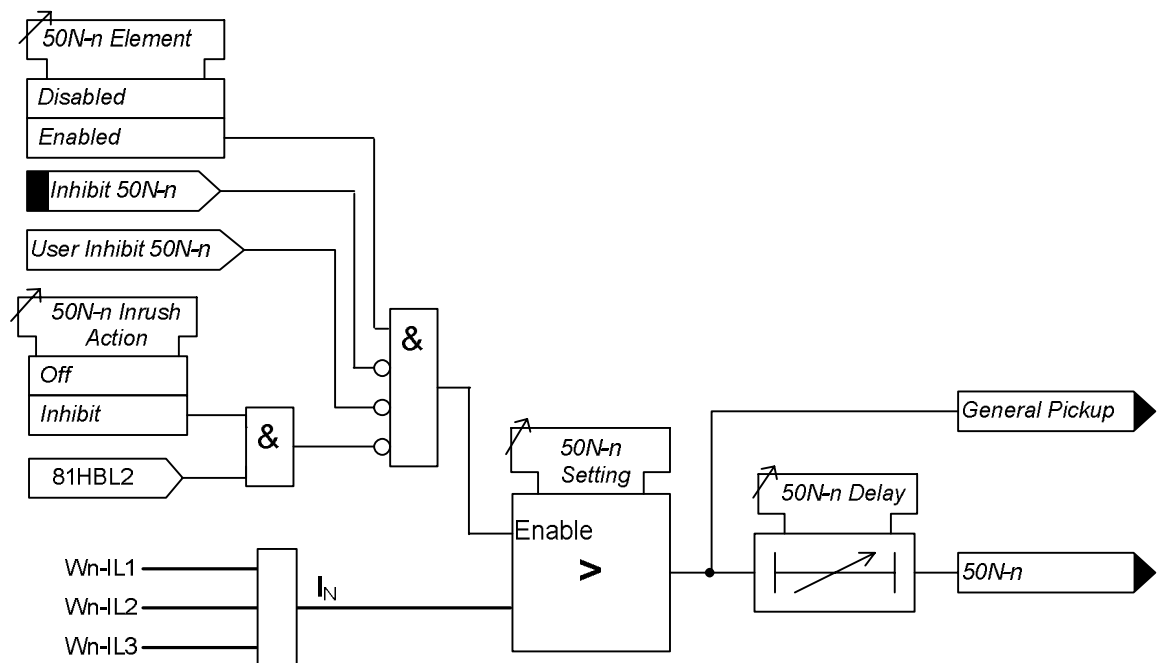 50N-n Element
Disabled
Enabled
Inhibit 50N-n
User Inhibit 50N-n
50N-n Inrush
Action
Off
Inhibit
81HBL2
&
&
Wn-IL1
Wn-IL2
Wn-IL3
IN
50N-n
Setting
Enable
>
General Pickup
50N-n Delay
50N-n